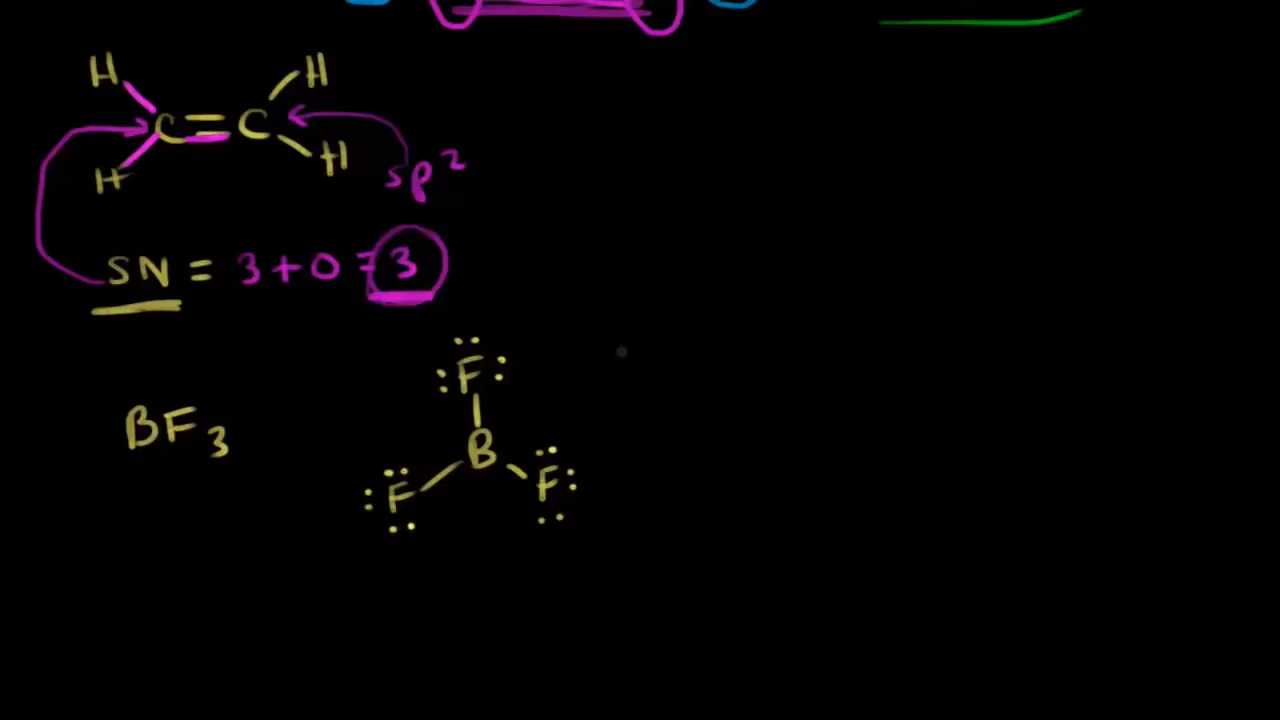 H H
C=C
H H
sp²
SN = 3+0=3
:F:
BF₃ B
:F :F: